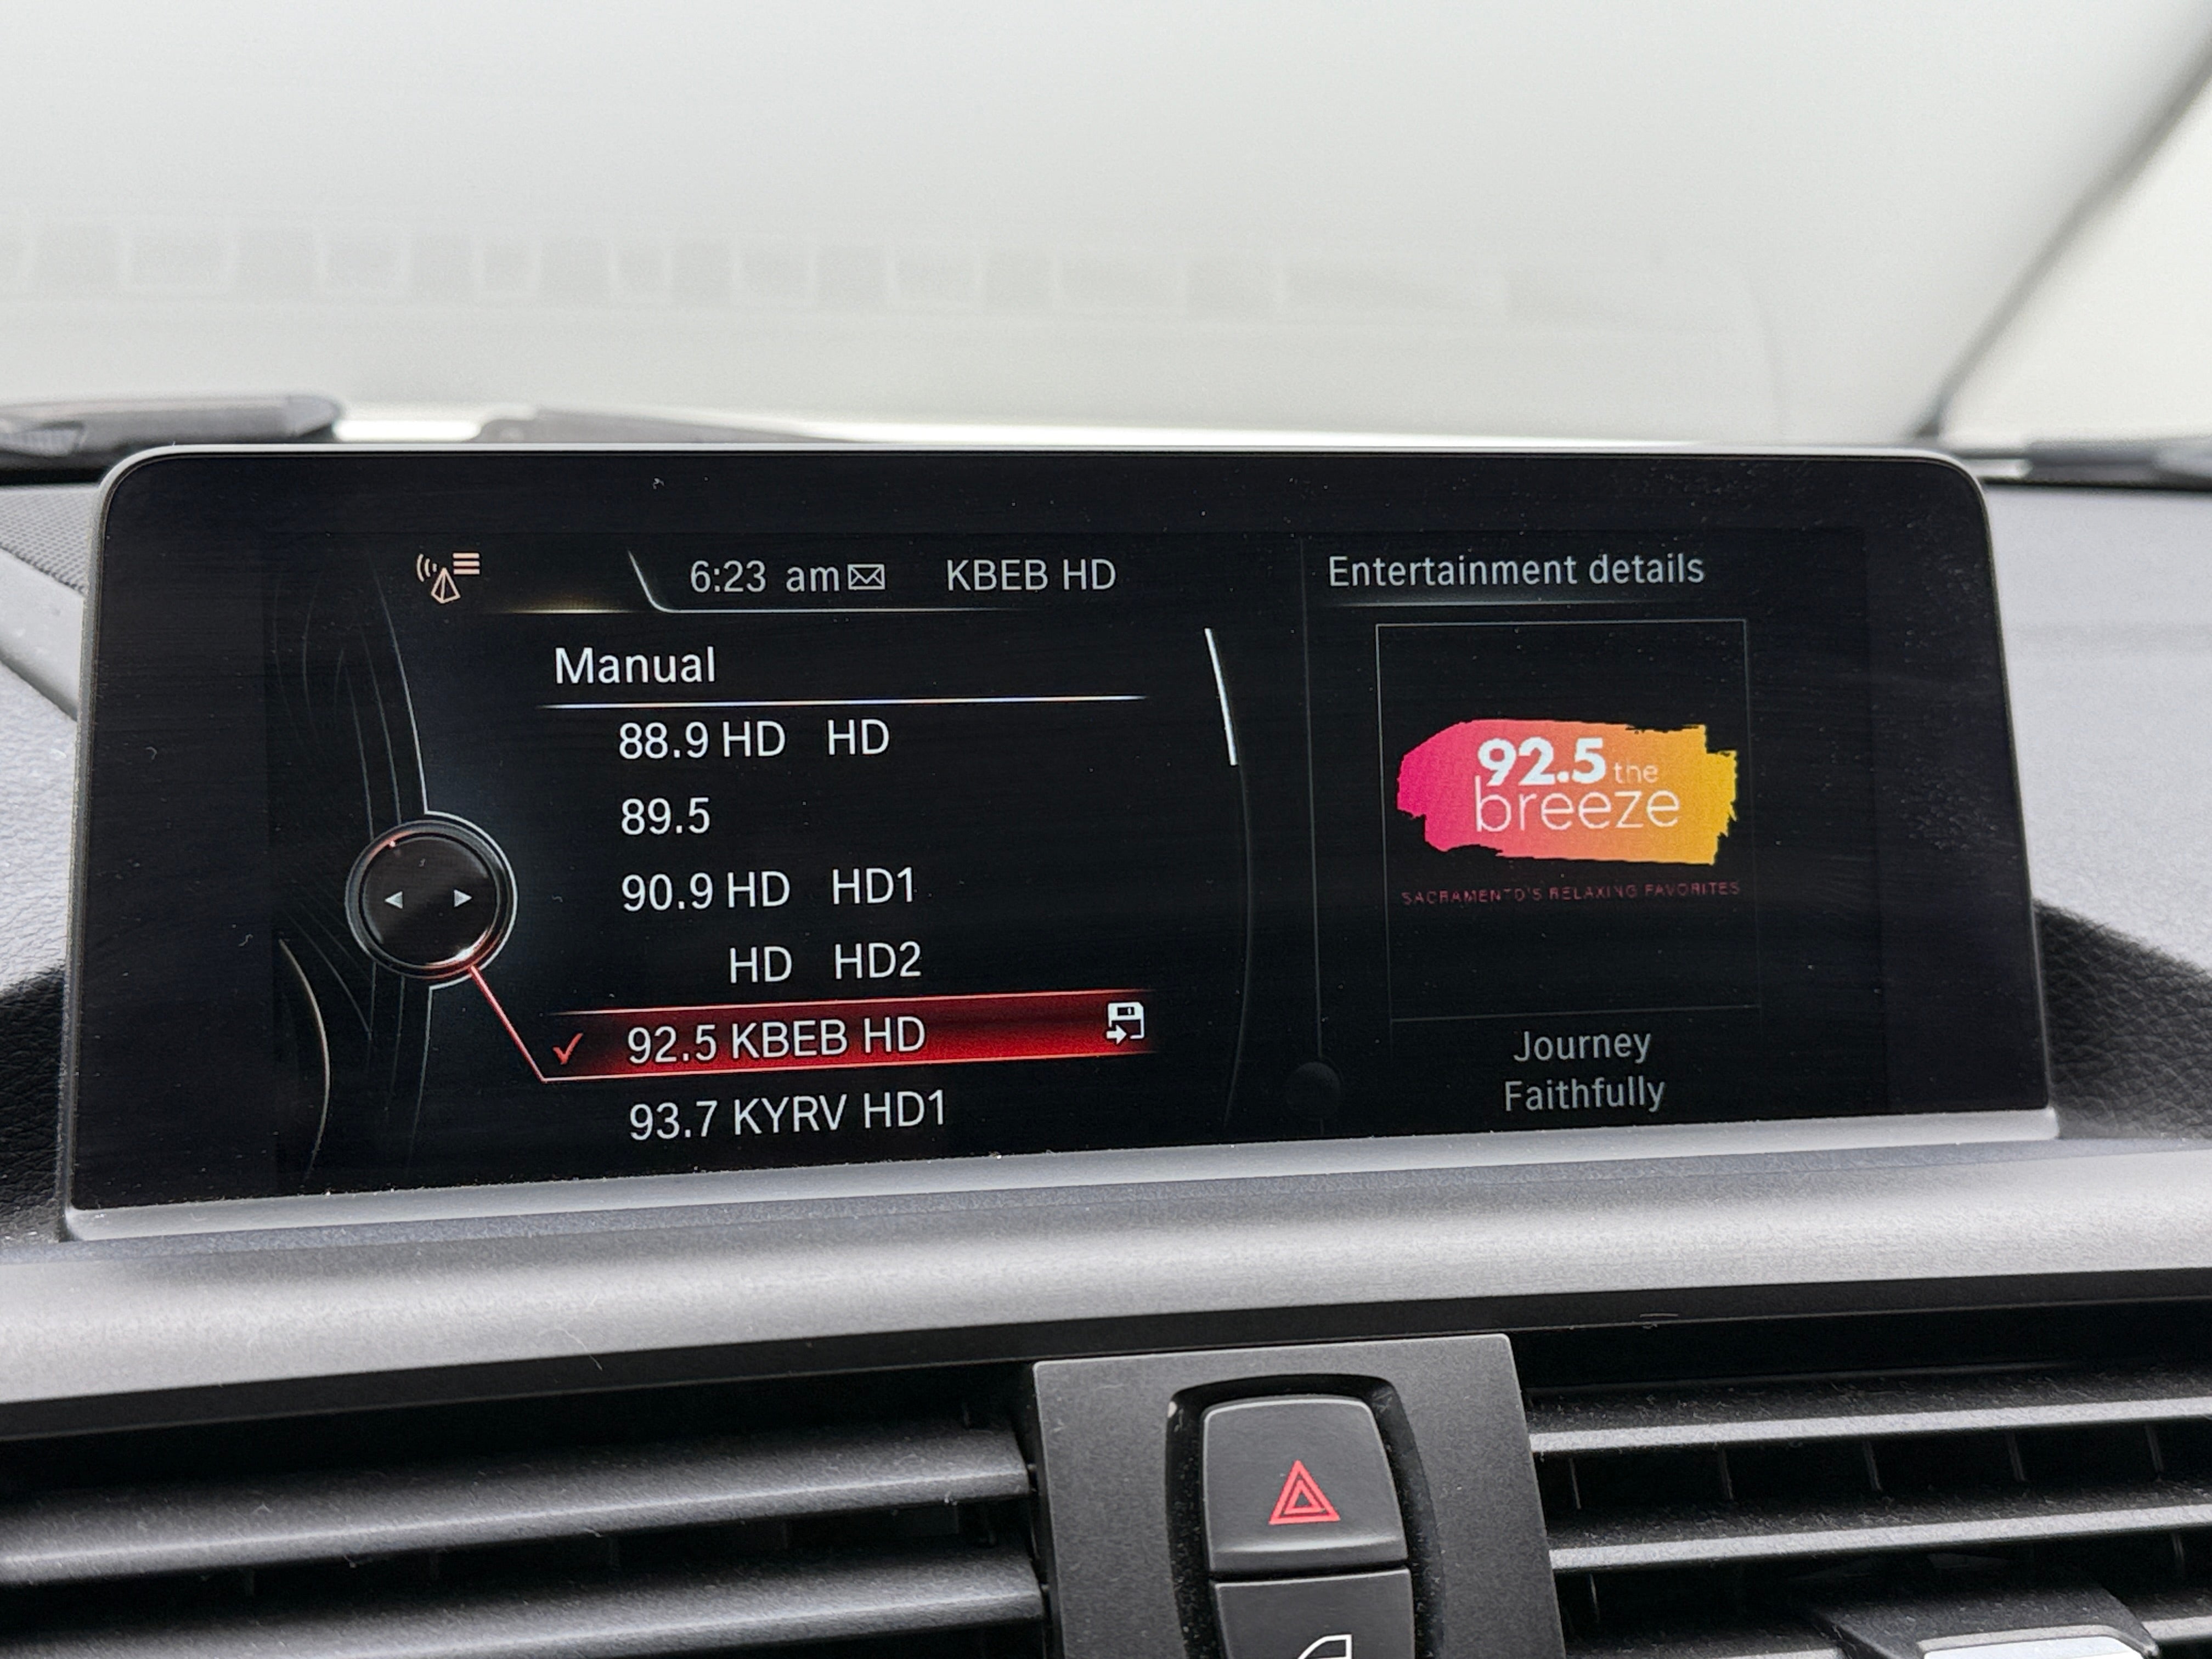 6:23 am KBEB HD
Manual
88.9 HD HD
89.5
90.9 HD HD1
HD HD2
92.5 KBEB HD
93.7 KYRV HD1
Entertainment details
92.5 the
breeze
SACRAMENTO'S RELAXING FAVORITES
Journey
Faithfully